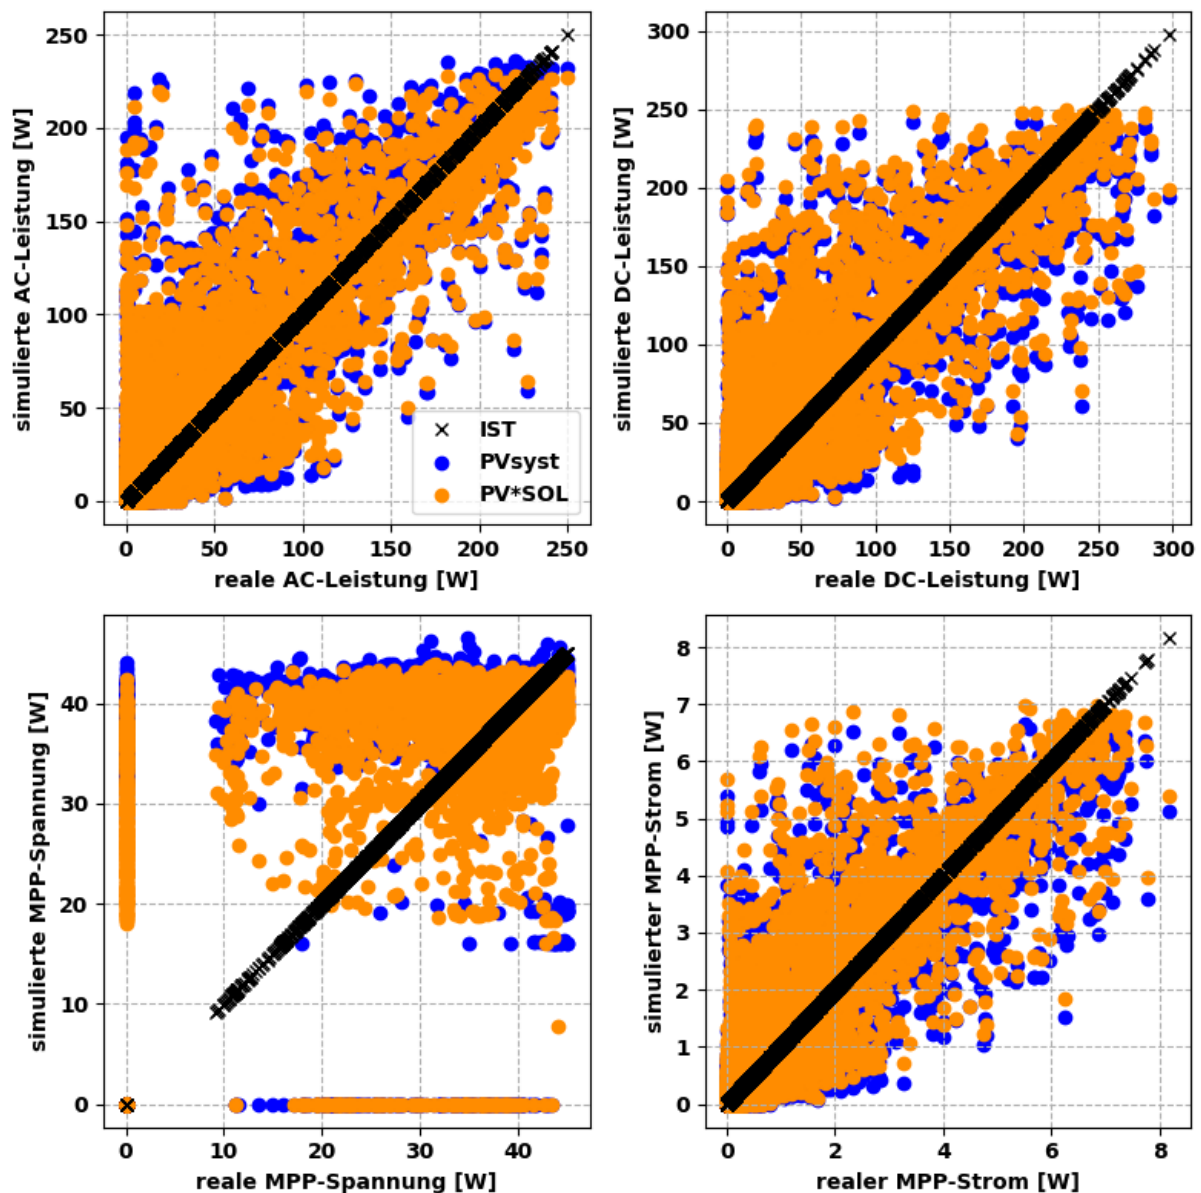 250
200
150
100
50
0
simulierte AC-Leistung [W]
0 50 100 150 200 250
reale AC-Leistung [W]
IST
PVsyst
PV*SOL
300
250
200
150
100
50
0
simulierte DC-Leistung [W]
0 50 100 150 200 250 300
reale DC-Leistung [W]
40
30
20
10
0
simulierte MPP-Spannung [W]
0 10 20 30 40
reale MPP-Spannung [W]
8
7
6
5
4
3
2
1
0
simulierter MPP-Strom [W]
0 2 4 6 8
realer MPP-Strom [W]